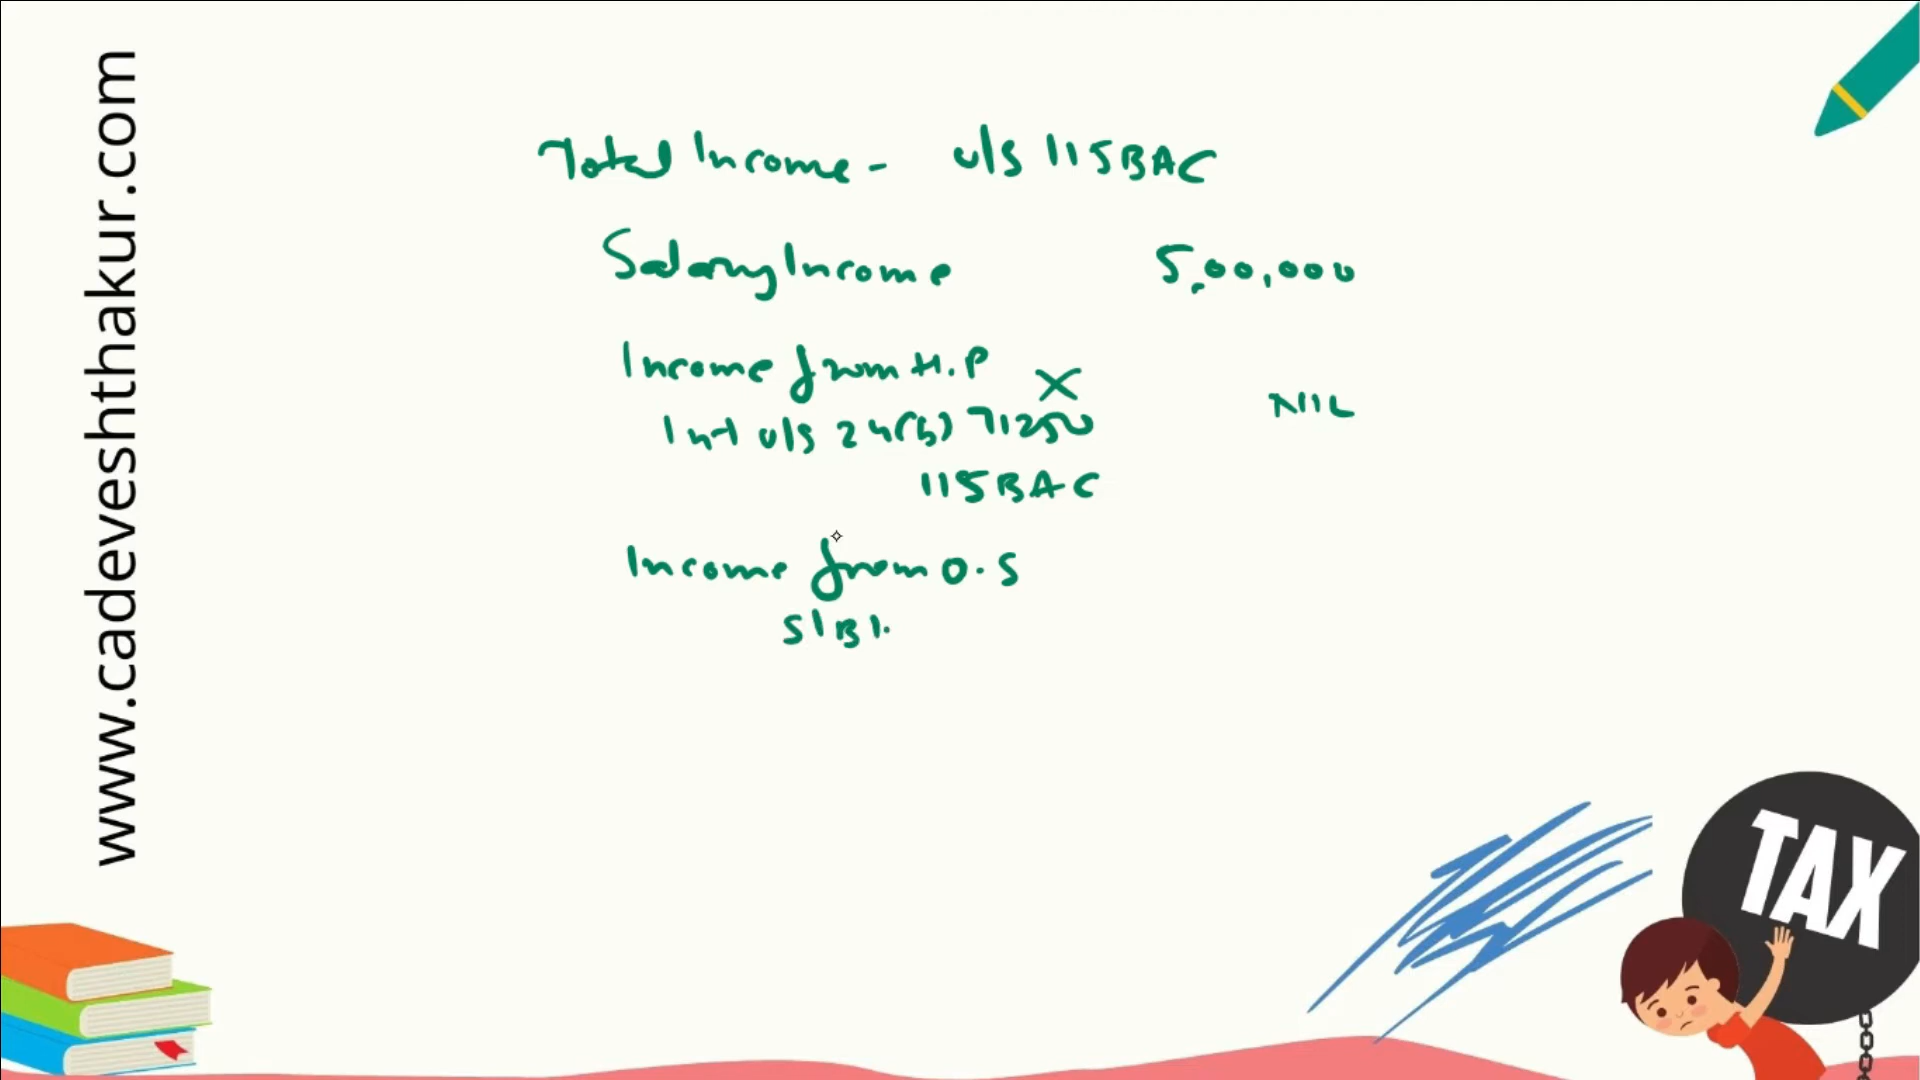 www.cadeveshthakur.com
Total Income - u/s 115BAC
Salary Income 5,00,000
Income from H.P X
Int u/s 24(b) 71250 NIL
115BAC
Income from O.S
SIBI.
TAX